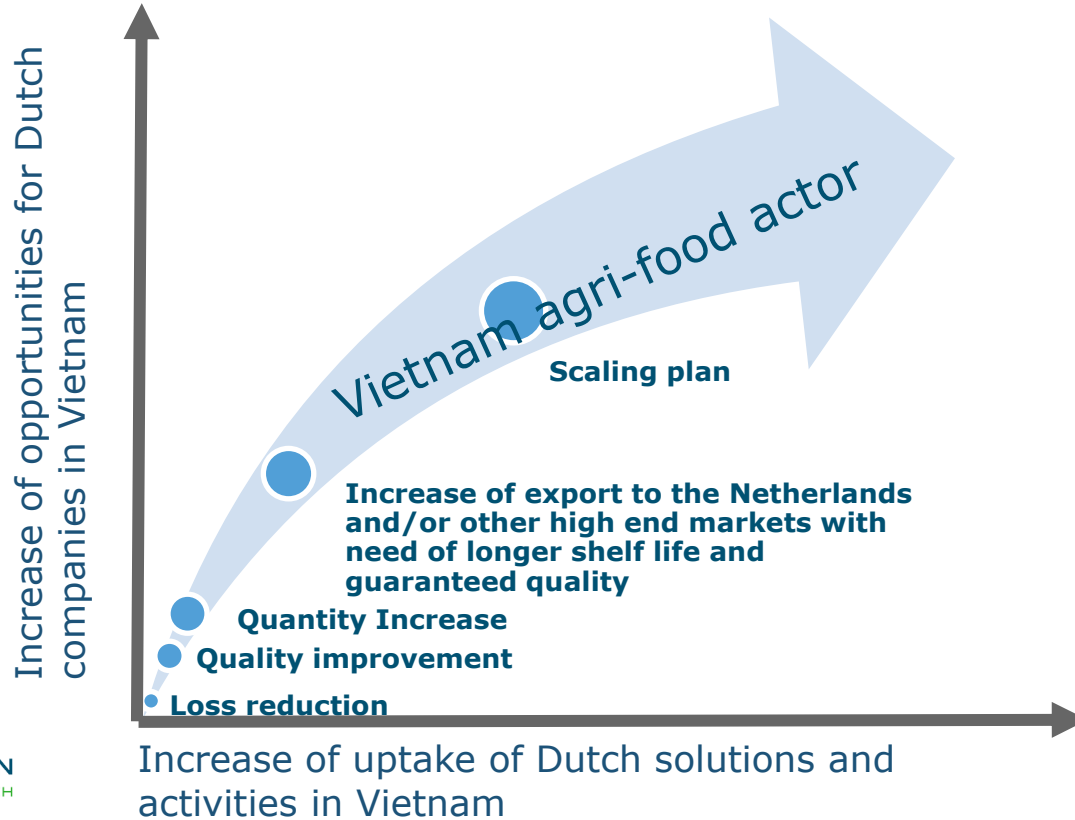 Increase of opportunities for Dutch
companies in Vietnam
Vietnam agri-food actor
Scaling plan
Increase of export to the Netherlands
and/or other high end markets with
need of longer shelf life and
guaranteed quality
Quantity Increase
Quality improvement
Loss reduction
Increase of uptake of Dutch solutions and
activities in Vietnam